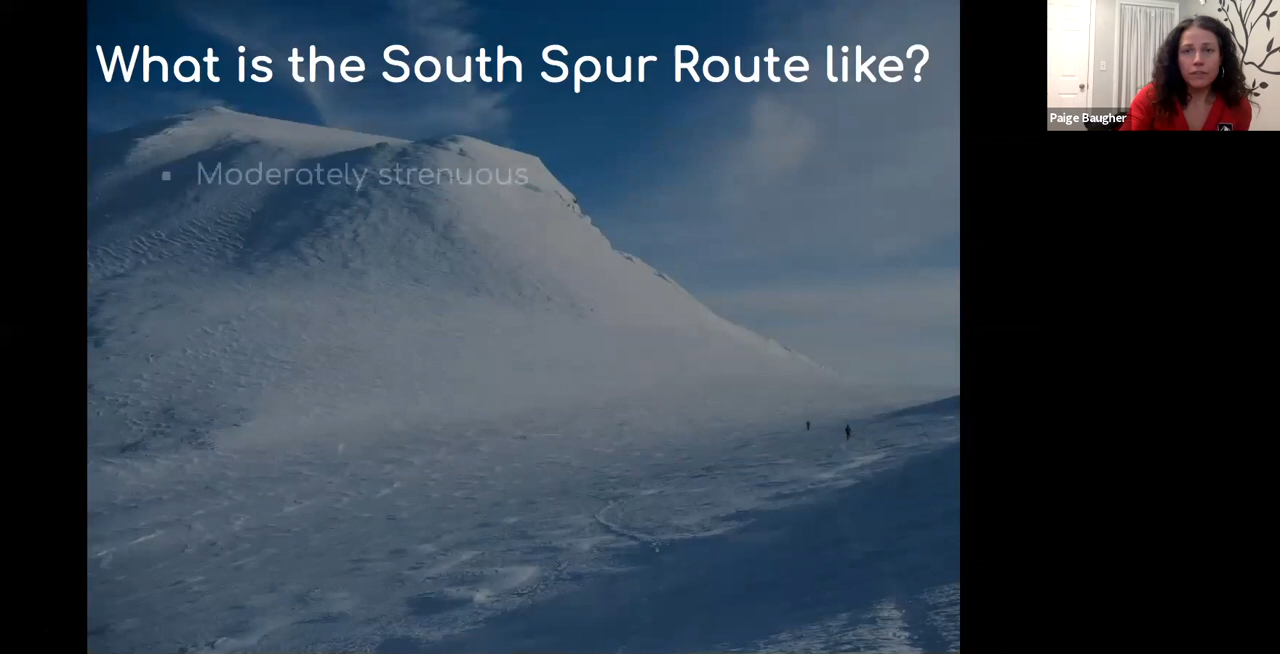 What is the South Spur Route like?
▪ Moderately strenuous
Paige Baugher